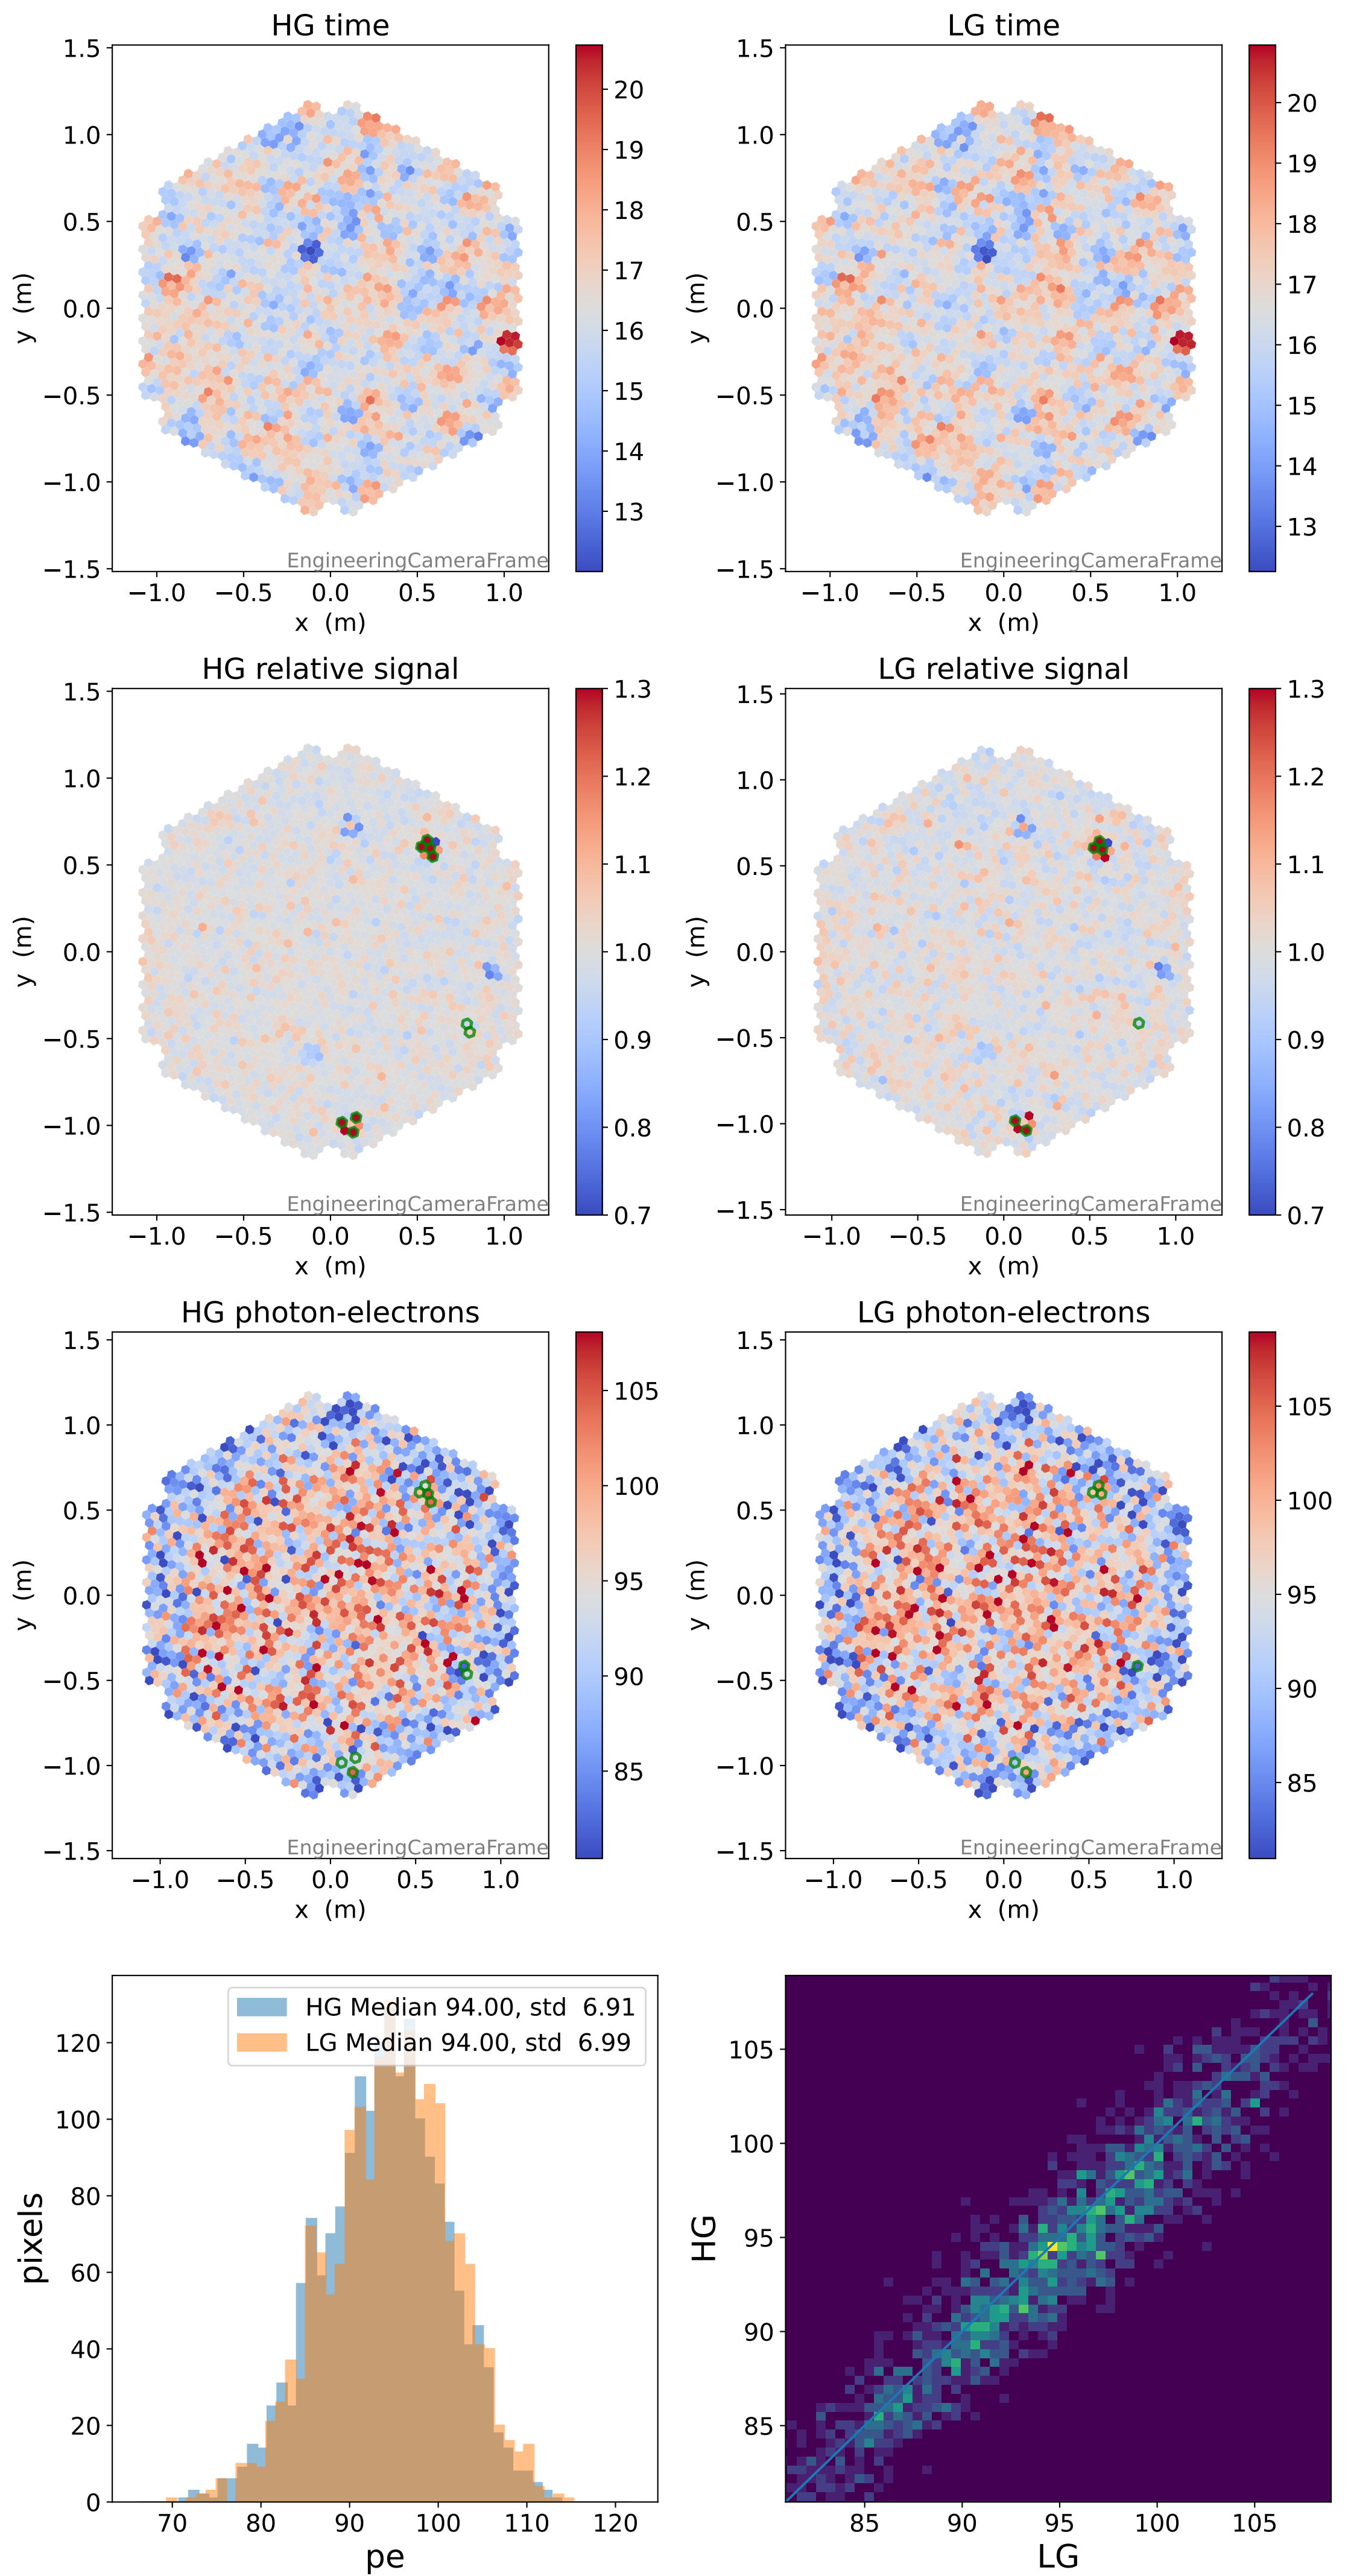 HG time
LG time
1.5
1.0
0.5
0.0
−0.5
−1.0
−1.5
y (m)
−1.0 −0.5 0.0 0.5 1.0
x (m)
EngineeringCameraFrame
20
19
18
17
16
15
14
13
1.5
1.0
0.5
0.0
−0.5
−1.0
−1.5
y (m)
−1.0 −0.5 0.0 0.5 1.0
x (m)
EngineeringCameraFrame
20
19
18
17
16
15
14
13
HG relative signal
LG relative signal
1.5
1.0
0.5
0.0
−0.5
−1.0
−1.5
y (m)
−1.0 −0.5 0.0 0.5 1.0
x (m)
EngineeringCameraFrame
1.3
1.2
1.1
1.0
0.9
0.8
0.7
1.5
1.0
0.5
0.0
−0.5
−1.0
−1.5
y (m)
−1.0 −0.5 0.0 0.5 1.0
x (m)
EngineeringCameraFrame
1.3
1.2
1.1
1.0
0.9
0.8
0.7
HG photon-electrons
LG photon-electrons
1.5
1.0
0.5
0.0
−0.5
−1.0
−1.5
y (m)
−1.0 −0.5 0.0 0.5 1.0
x (m)
EngineeringCameraFrame
105
100
95
90
85
1.5
1.0
0.5
0.0
−0.5
−1.0
−1.5
y (m)
−1.0 −0.5 0.0 0.5 1.0
x (m)
EngineeringCameraFrame
105
100
95
90
85
HG Median 94.00, std 6.91
LG Median 94.00, std 6.99
120
100
80
60
40
20
0
pixels
70 80 90 100 110 120
pe
105
100
95
90
85
HG
85 90 95 100 105
LG